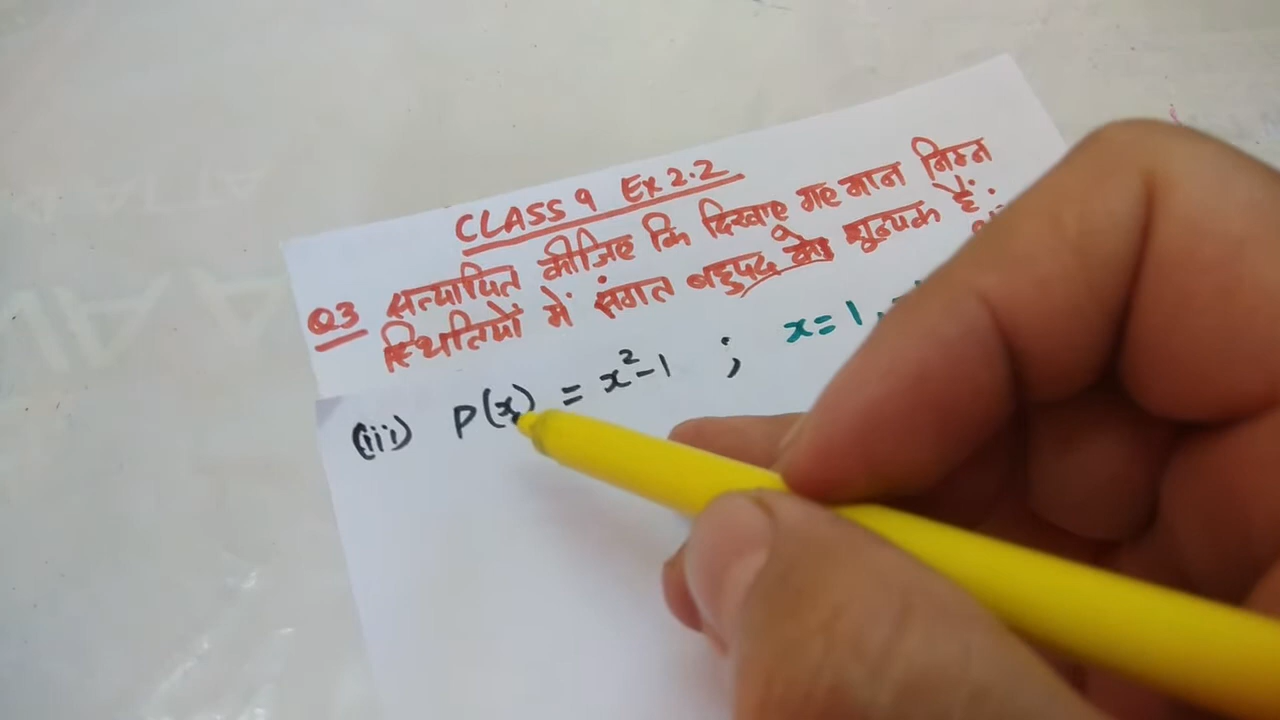 CLASS 9 Ex 2.2
Q3 सत्यापित कीजिए कि दिखाए गए मान निम्न
स्थितियों में संगत बहुपद के शून्यक हैं:
(iii) P(x) = x²-1 ; x=1,